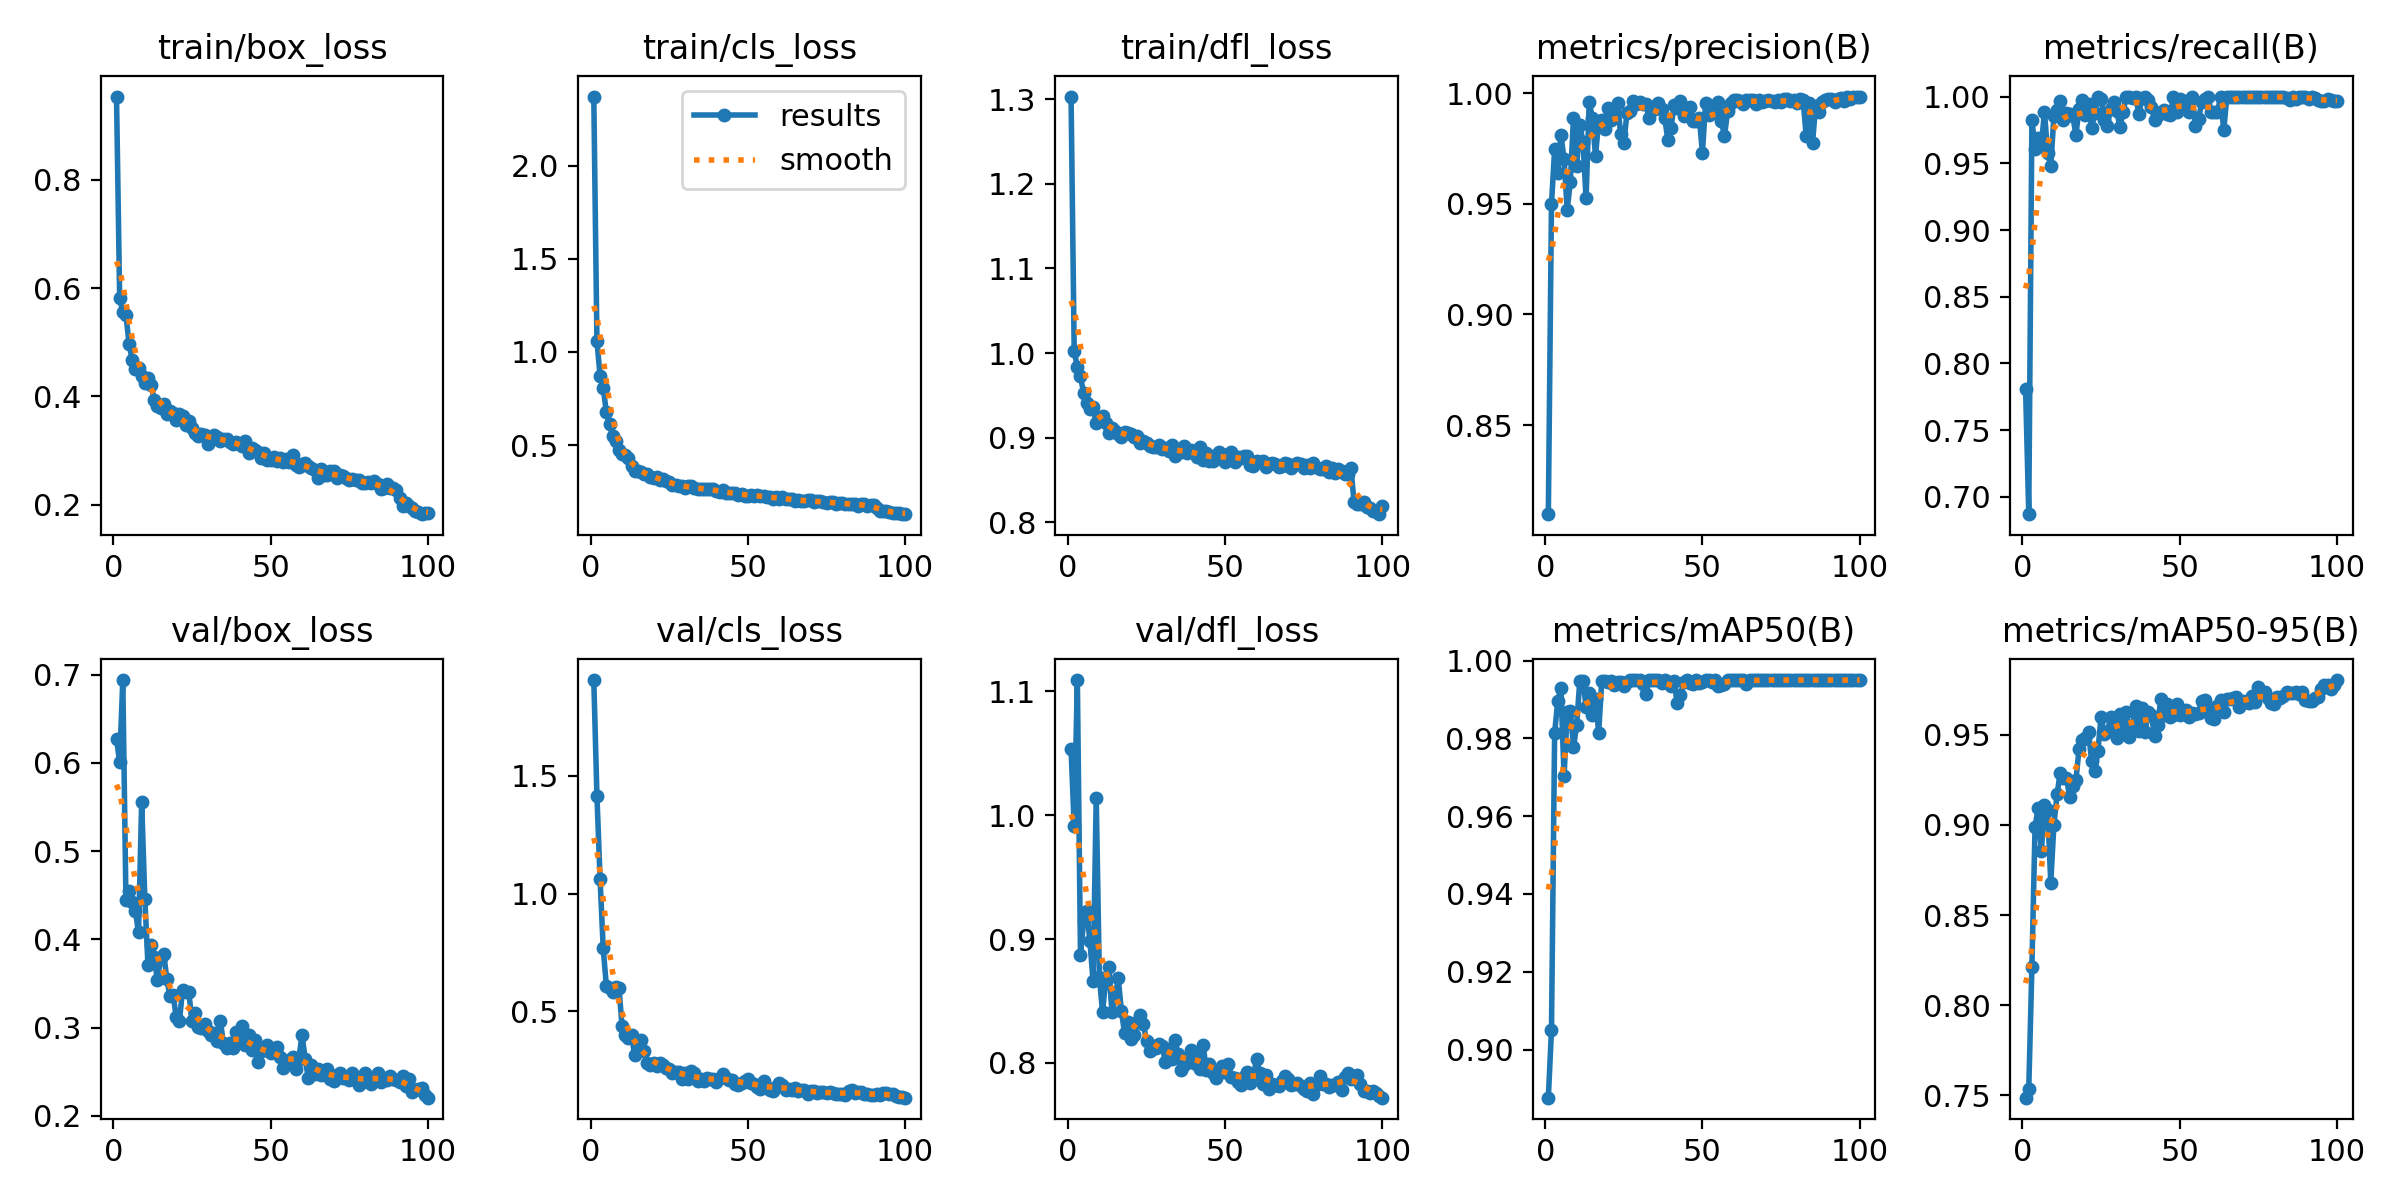 train/box_loss
0.8
0.6
0.4
0.2
0 50 100
train/cls_loss
results
smooth
2.0
1.5
1.0
0.5
0 50 100
train/dfl_loss
1.3
1.2
1.1
1.0
0.9
0.8
0 50 100
metrics/precision(B)
1.00
0.95
0.90
0.85
0 50 100
metrics/recall(B)
1.00
0.95
0.90
0.85
0.80
0.75
0.70
0 50 100
val/box_loss
0.7
0.6
0.5
0.4
0.3
0.2
0 50 100
val/cls_loss
1.5
1.0
0.5
0 50 100
val/dfl_loss
1.1
1.0
0.9
0.8
0 50 100
metrics/mAP50(B)
1.00
0.98
0.96
0.94
0.92
0.90
0 50 100
metrics/mAP50-95(B)
0.95
0.90
0.85
0.80
0.75
0 50 100